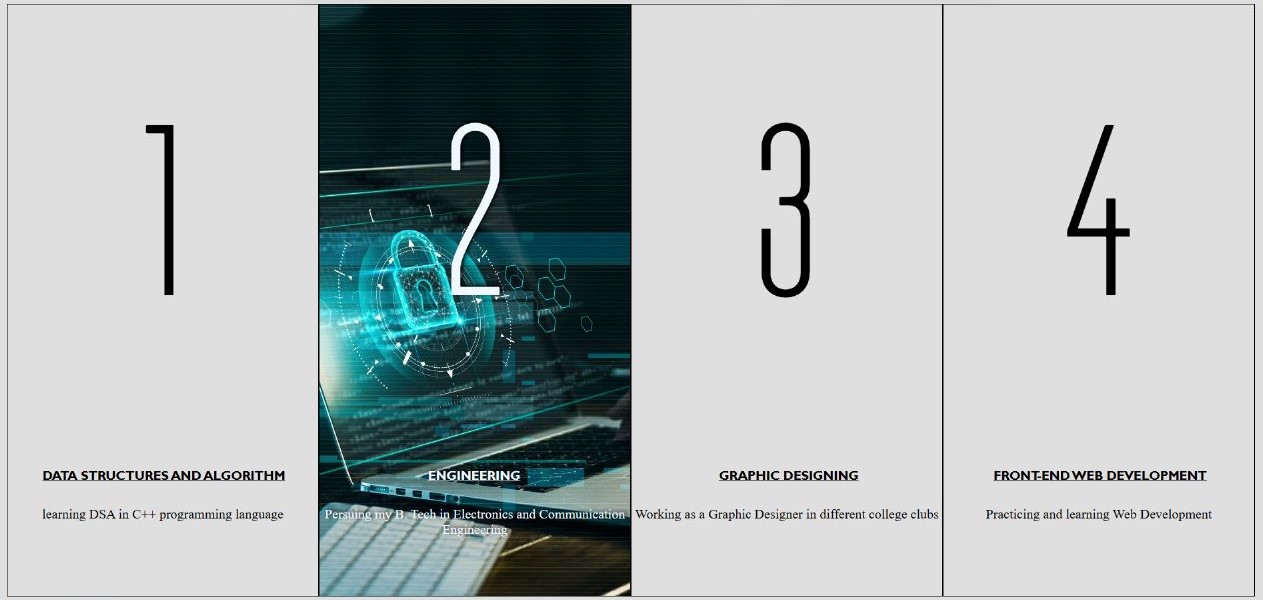 1
DATA STRUCTURES AND ALGORITHM
learning DSA in C++ programming language
2
ENGINEERING
Persuing my B. Tech in Electronics and Communication
Engineering
3
GRAPHIC DESIGNING
Working as a Graphic Designer in different college clubs
4
FRONT-END WEB DEVELOPMENT
Practicing and learning Web Development